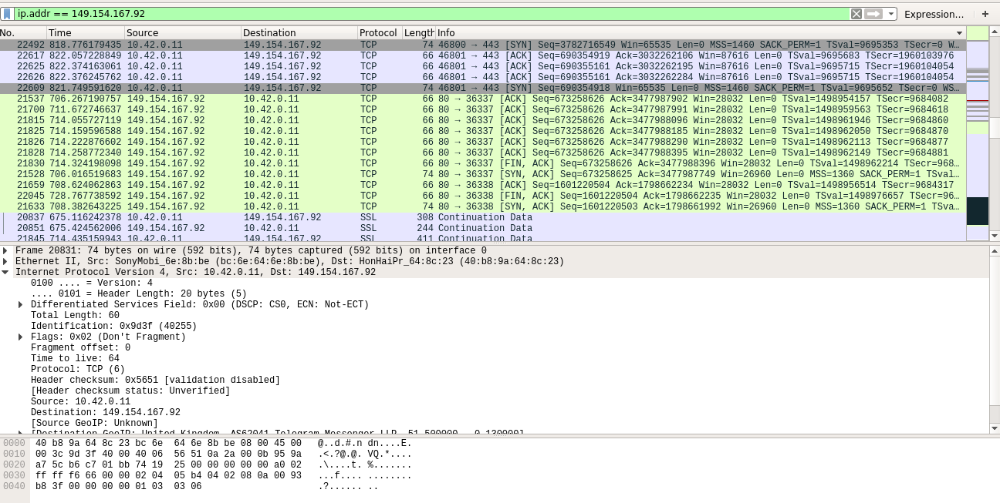 ip.addr == 149.154.167.92 Expression... +
No. Time Source Destination Protocol Length Info
22492 818.776179435 10.42.0.11 149.154.167.92 TCP 74 46800 → 443 [SYN] Seq=3782716549 Win=65535 Len=0 MSS=1460 SACK_PERM=1 TSval=9695353 TSecr=0 W…
22617 822.057228849 10.42.0.11 149.154.167.92 TCP 66 46801 → 443 [ACK] Seq=690354919 Ack=3032262106 Win=87616 Len=0 TSval=9695683 TSecr=1960103976
22625 822.374163061 10.42.0.11 149.154.167.92 TCP 66 46801 → 443 [ACK] Seq=690355161 Ack=3032262195 Win=87616 Len=0 TSval=9695715 TSecr=1960104054
22626 822.376245762 10.42.0.11 149.154.167.92 TCP 66 46801 → 443 [ACK] Seq=690355161 Ack=3032262284 Win=87616 Len=0 TSval=9695715 TSecr=1960104054
22609 821.749591620 10.42.0.11 149.154.167.92 TCP 74 46801 → 443 [SYN] Seq=690354918 Win=65535 Len=0 MSS=1460 SACK_PERM=1 TSval=9695652 TSecr=0 WS…
21537 706.267190757 149.154.167.92 10.42.0.11 TCP 66 80 → 36337 [ACK] Seq=673258626 Ack=3477987902 Win=28032 Len=0 TSval=1498954157 TSecr=9684082
21700 711.672746637 149.154.167.92 10.42.0.11 TCP 66 80 → 36337 [ACK] Seq=673258626 Ack=3477987991 Win=28032 Len=0 TSval=1498959563 TSecr=9684618
21815 714.055727119 149.154.167.92 10.42.0.11 TCP 66 80 → 36337 [ACK] Seq=673258626 Ack=3477988096 Win=28032 Len=0 TSval=1498961946 TSecr=9684860
21825 714.159596588 149.154.167.92 10.42.0.11 TCP 66 80 → 36337 [ACK] Seq=673258626 Ack=3477988185 Win=28032 Len=0 TSval=1498962050 TSecr=9684870
21826 714.222876602 149.154.167.92 10.42.0.11 TCP 66 80 → 36337 [ACK] Seq=673258626 Ack=3477988290 Win=28032 Len=0 TSval=1498962113 TSecr=9684877
21828 714.258772340 149.154.167.92 10.42.0.11 TCP 66 80 → 36337 [ACK] Seq=673258626 Ack=3477988395 Win=28032 Len=0 TSval=1498962149 TSecr=9684881
21830 714.324198098 149.154.167.92 10.42.0.11 TCP 66 80 → 36337 [FIN, ACK] Seq=673258626 Ack=3477988396 Win=28032 Len=0 TSval=1498962214 TSecr=968…
21528 706.016519683 149.154.167.92 10.42.0.11 TCP 74 80 → 36337 [SYN, ACK] Seq=673258625 Ack=3477987749 Win=26960 Len=0 MSS=1360 SACK_PERM=1 TSval…
21659 708.624062863 149.154.167.92 10.42.0.11 TCP 66 80 → 36338 [ACK] Seq=1601220504 Ack=1798662234 Win=28032 Len=0 TSval=1498956514 TSecr=9684317
22045 728.767738592 149.154.167.92 10.42.0.11 TCP 66 80 → 36338 [FIN, ACK] Seq=1601220504 Ack=1798662235 Win=28032 Len=0 TSval=1498976657 TSecr=96…
21633 708.382643225 149.154.167.92 10.42.0.11 TCP 74 80 → 36338 [SYN, ACK] Seq=1601220503 Ack=1798661992 Win=26960 Len=0 MSS=1360 SACK_PERM=1 TSva…
20837 675.116242378 10.42.0.11 149.154.167.92 SSL 308 Continuation Data
20851 675.424562006 149.154.167.92 10.42.0.11 SSL 244 Continuation Data
21845 714.435159943 10.42.0.11 149.154.167.92 SSL 411 Continuation Data
Frame 20831: 74 bytes on wire (592 bits), 74 bytes captured (592 bits) on interface 0
Ethernet II, Src: SonyMobi_6e:8b:be (bc:6e:64:6e:8b:be), Dst: HonHaiPr_64:8c:23 (40:b8:9a:64:8c:23)
Internet Protocol Version 4, Src: 10.42.0.11, Dst: 149.154.167.92
0100 .... = Version: 4
.... 0101 = Header Length: 20 bytes (5)
Differentiated Services Field: 0x00 (DSCP: CS0, ECN: Not-ECT)
Total Length: 60
Identification: 0x9d3f (40255)
Flags: 0x02 (Don't Fragment)
Fragment offset: 0
Time to live: 64
Protocol: TCP (6)
Header checksum: 0x5651 [validation disabled]
[Header checksum status: Unverified]
Source: 10.42.0.11
Destination: 149.154.167.92
[Source GeoIP: Unknown]
[Destination GeoIP: United Kingdom, AS62041 Telegram Messenger LLP, 51.500000, -0.130000]
0000 40 b8 9a 64 8c 23 bc 6e 64 6e 8b be 08 00 45 00 @..d.#.n dn....E.
0010 00 3c 9d 3f 40 00 40 06 56 51 0a 2a 00 0b 95 9a .<.?@.@. VQ.*....
0020 a7 5c b6 c7 01 bb 74 19 25 00 00 00 00 00 a0 02 .\....t. %.......
0030 ff ff f6 66 00 00 02 04 05 b4 04 02 08 0a 00 93 ...f.... ........
0040 b8 3f 00 00 00 00 01 03 03 06 .?...... ..